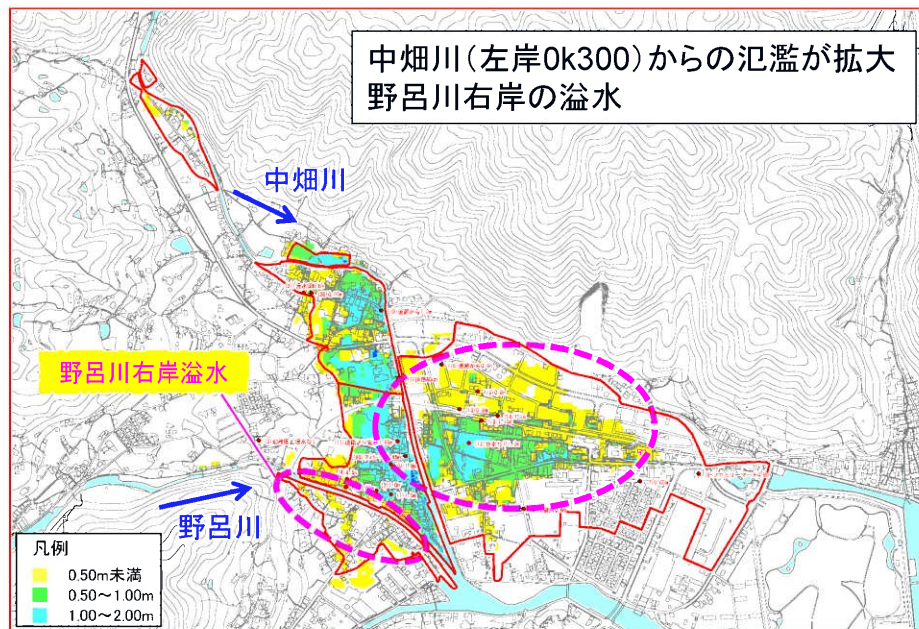 中畑川(左岸0k300)からの氾濫が拡大
野呂川右岸の溢水
中畑川
野呂川右岸溢水
野呂川
凡例
0.50m未満
0.50～1.00m
1.00～2.00m